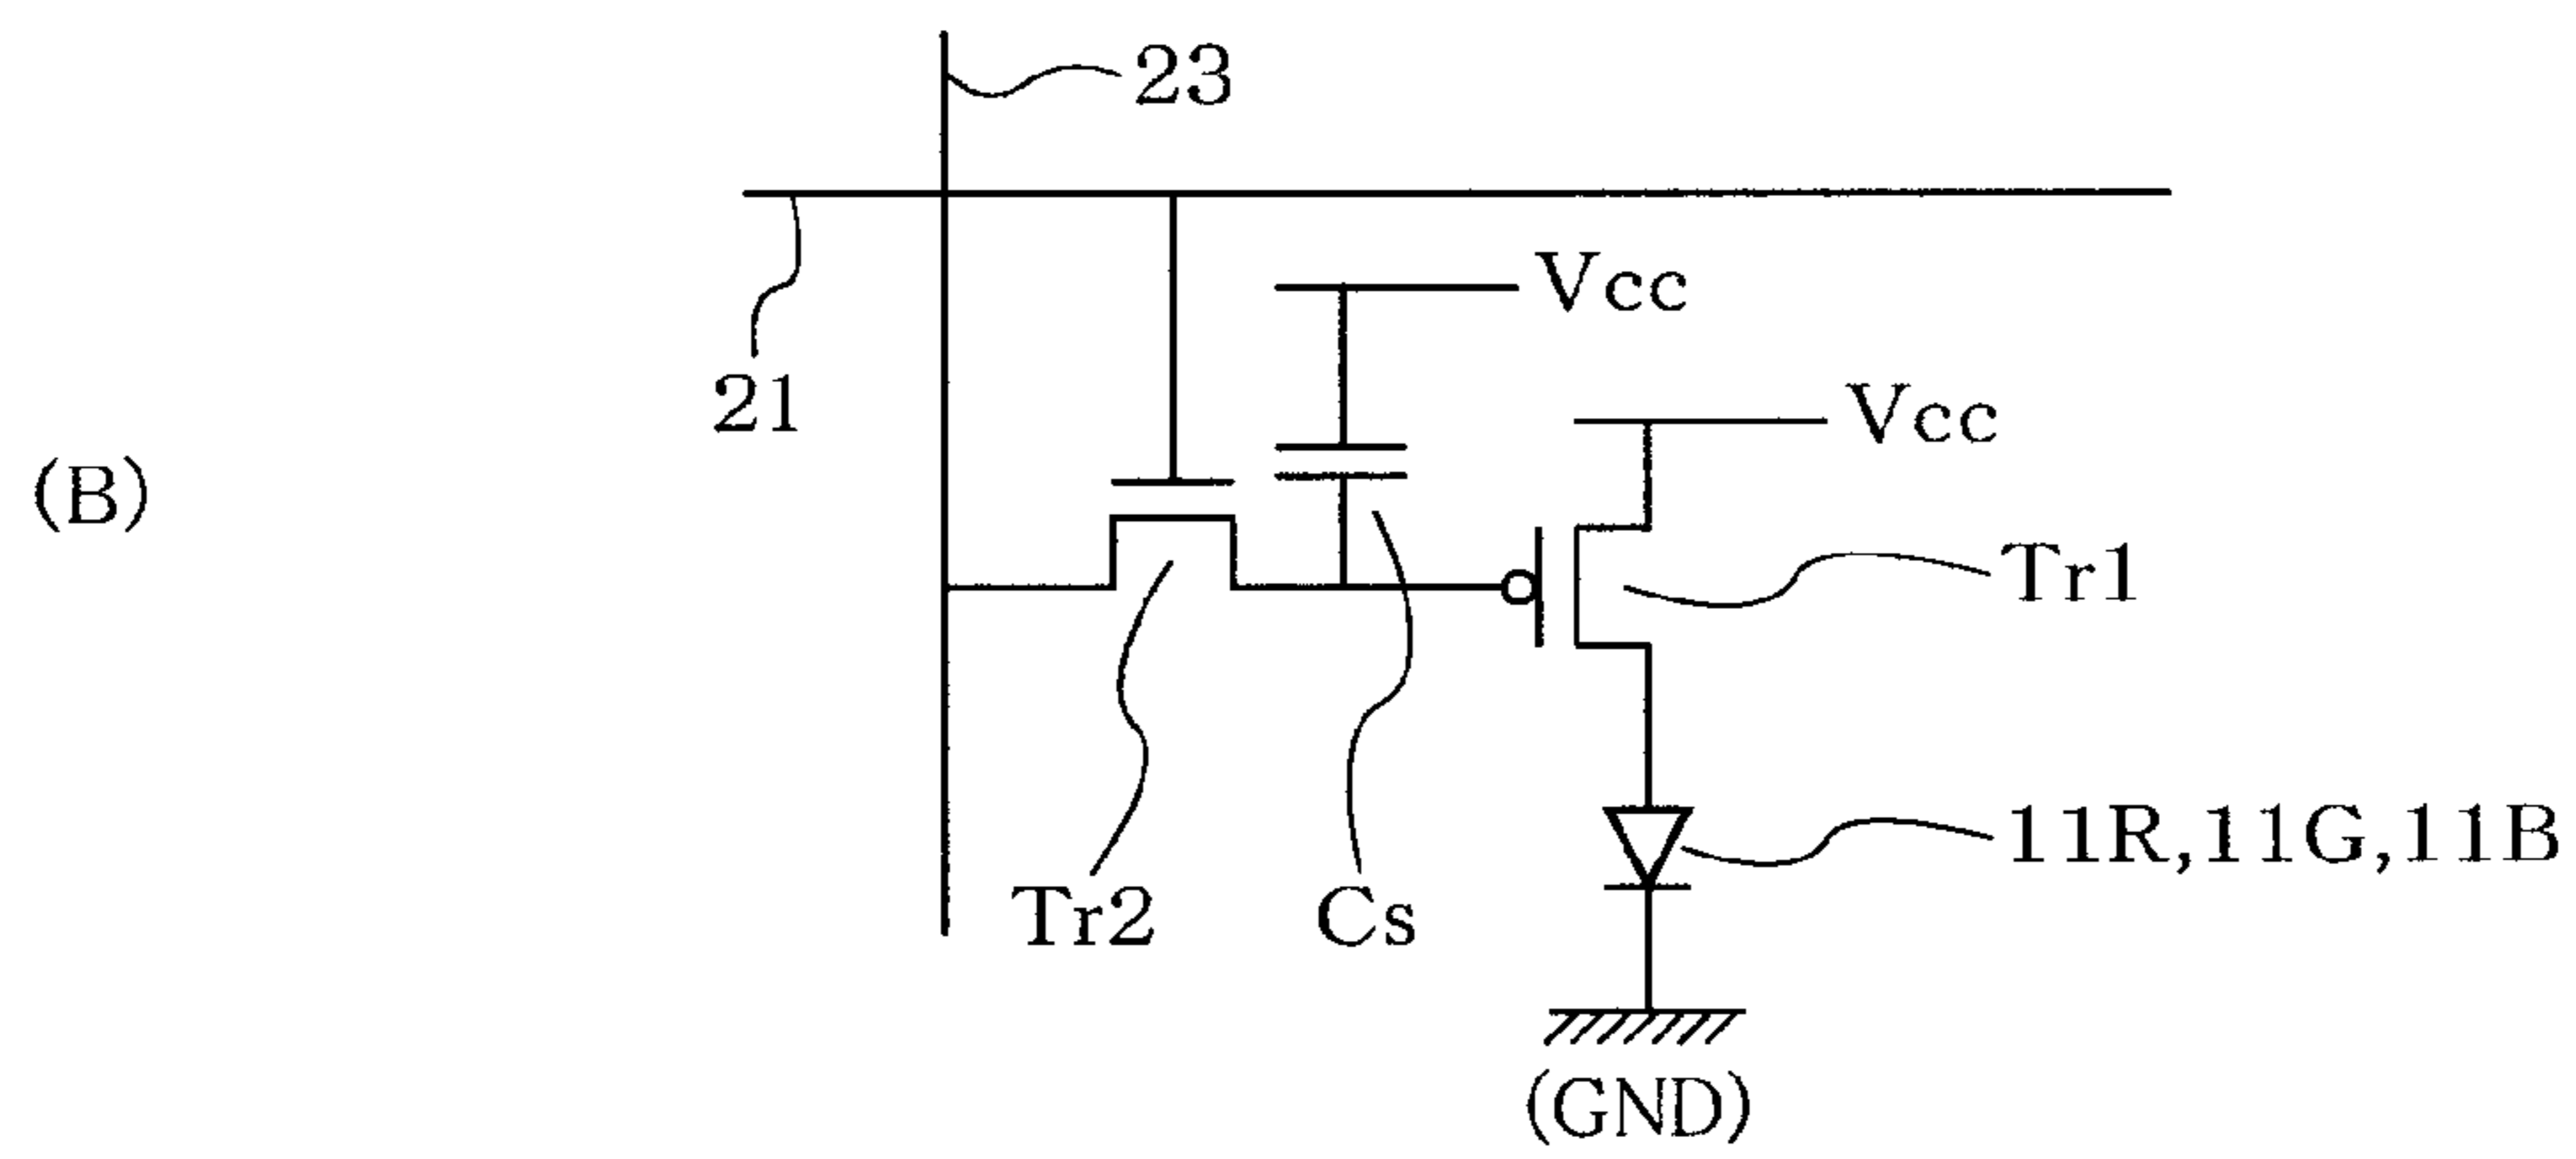 23
Vcc
21
Vcc
(B)
Tr1
11R,11G,11B
Tr2
Cs
(GND)